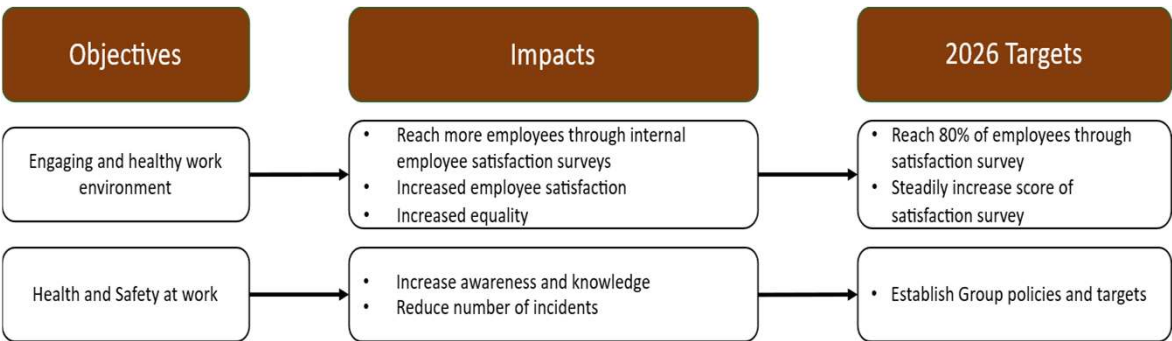 Objectives
Impacts
2026 Targets
Engaging and healthy work
environment
• Reach more employees through internal
employee satisfaction surveys
• Increased employee satisfaction
• Increased equality
• Reach 80% of employees through
satisfaction survey
• Steadily increase score of
satisfaction survey
Health and Safety at work
• Increase awareness and knowledge
• Reduce number of incidents
• Establish Group policies and targets